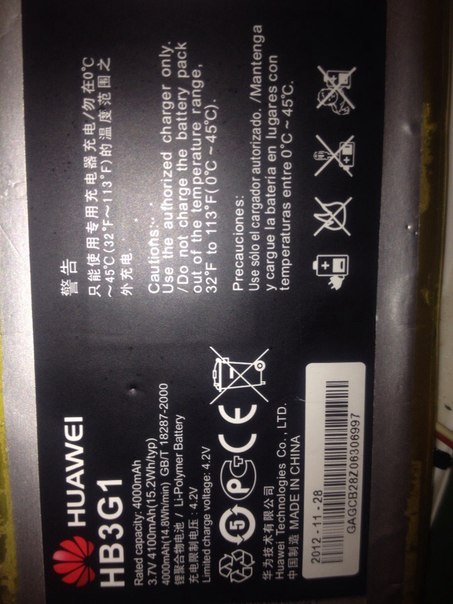 HUAWEI
HB3G1
Rated capacity: 4000mAh
3.7V 4100mAh(15.2Wh/typ)
4000mAh(14.8Wh/min) GB/T 18287-2000
锂聚合物电池 / Li-Polymer Battery
充电限制电压：4.2V
Limited charge voltage: 4.2V
5
PC CE
华为技术有限公司
Huawei Technologies Co., LTD.
中国制造 MADE IN CHINA
2012-11-28
GAGCB28Z06306997
警告
只能使用专用充电器充电/勿在0℃
～45℃(32°F～113°F)的温度范围之
外充电
Cautions:
Use the authorized charger only.
/Do not charge the battery pack
out of the temperature range,
32°F to 113°F(0℃ ~ 45℃).
Precauciones:
Use sólo el cargador autorizado. /Mantenga
y cargue la batería en lugares con
temperaturas entre 0℃ ~ 45℃.